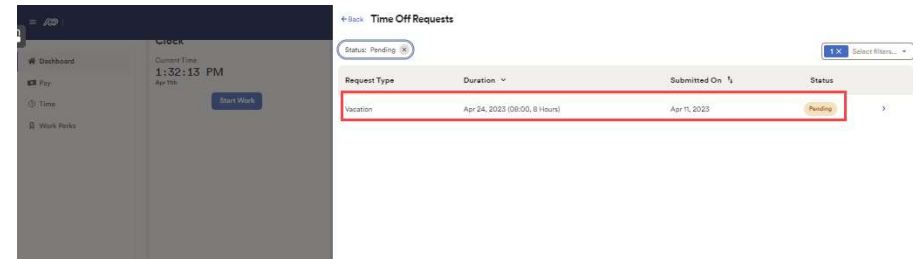 ADP
Clock
Dashboard
Current Time
1:32:13 PM
Apr 11th
Pay
Start Work
Time
Work Perks
Back Time Off Requests
Status: Pending
1 X Select filters...
Request Type Duration Submitted On Status
Vacation Apr 24, 2023 (08:00, 8 Hours) Apr 11, 2023 Pending